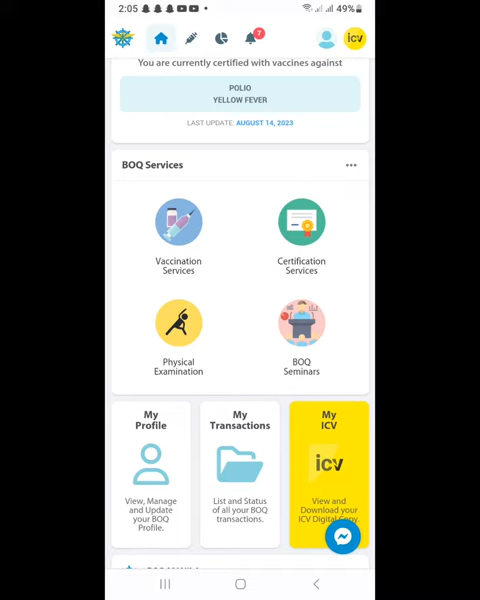 2:05
49%
7
icv
You are currently certified with vaccines against
POLIO
YELLOW FEVER
LAST UPDATE: AUGUST 14, 2023
BOQ Services
Vaccination
Services
Certification
Services
Physical
Examination
BOQ
Seminars
My
Profile
View, Manage
and Update
your BOQ
Profile.
My
Transactions
List and Status
of all your BOQ
transactions.
My
ICV
icv
View and
Download your
ICV Digital Copy.